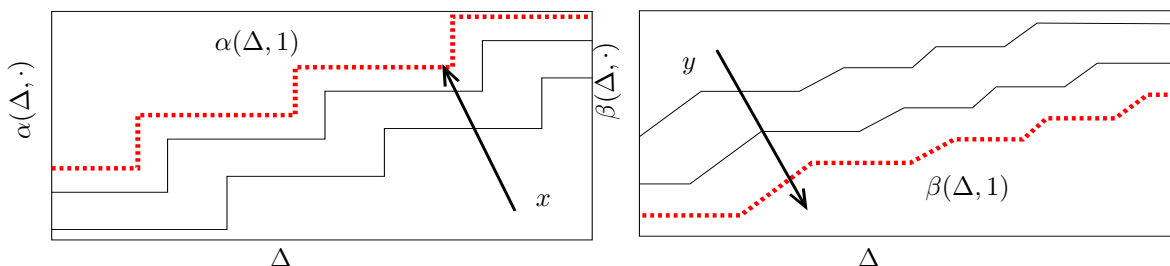 α(Δ, ·)
α(Δ, 1)
x
Δ
β(Δ, ·)
y
β(Δ, 1)
Δ